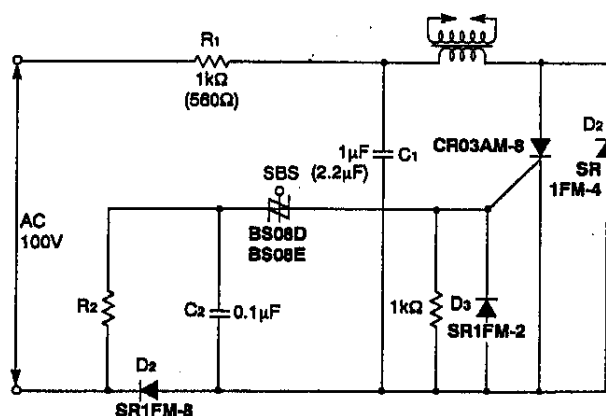 R1
1kΩ
(560Ω)
CR03AM-8
D2
SR
1FM-4
1μF
(2.2μF)
C1
SBS
BS08D
BS08E
AC
100V
R2
C2
0.1μF
1kΩ
D3
SR1FM-2
D2
SR1FM-8